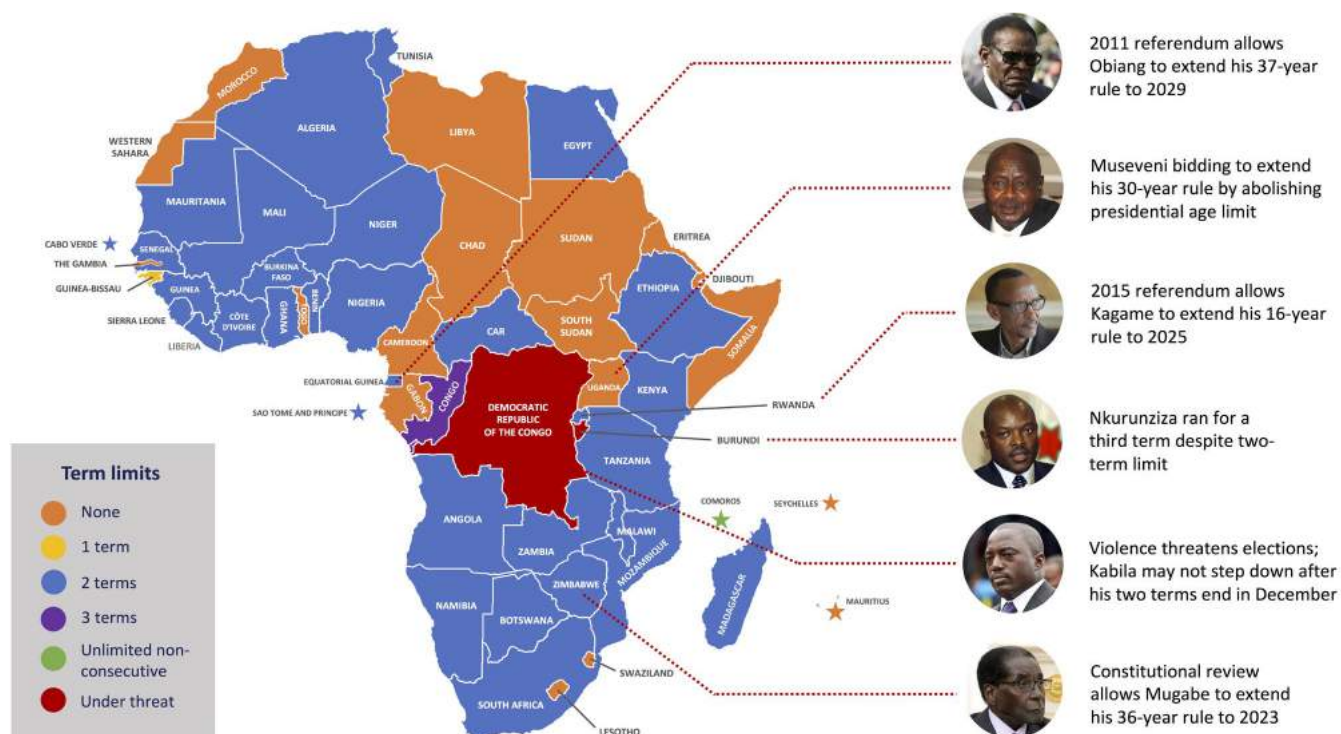 TUNISIA
MOROCCO
ALGERIA
LIBYA
EGYPT
WESTERN
SAHARA
MAURITANIA
MALI
NIGER
CHAD
SUDAN
ERITREA
CABO VERDE
SENEGAL
THE GAMBIA
GUINEA-BISSAU
GUINEA
BURKINA
FASO
SIERRA LEONE
LIBERIA
CÔTE
D'IVOIRE
GHANA
TOGO
BENIN
NIGERIA
DJIBOUTI
ETHIOPIA
SOUTH
SUDAN
SOMALIA
CAMEROON
CAR
EQUATORIAL GUINEA
SAO TOME AND PRINCIPE
GABON
CONGO
DEMOCRATIC
REPUBLIC
OF THE CONGO
UGANDA
KENYA
RWANDA
BURUNDI
TANZANIA
COMOROS
SEYCHELLES
ANGOLA
ZAMBIA
MALAWI
MOZAMBIQUE
ZIMBABWE
MADAGASCAR
MAURITIUS
NAMIBIA
BOTSWANA
SWAZILAND
SOUTH AFRICA
LESOTHO
Term limits
None
1 term
2 terms
3 terms
Unlimited non-
consecutive
Under threat
2011 referendum allows
Obiang to extend his 37-year
rule to 2029
Museveni bidding to extend
his 30-year rule by abolishing
presidential age limit
2015 referendum allows
Kagame to extend his 16-year
rule to 2025
Nkurunziza ran for a
third term despite two-
term limit
Violence threatens elections;
Kabila may not step down after
his two terms end in December
Constitutional review
allows Mugabe to extend
his 36-year rule to 2023